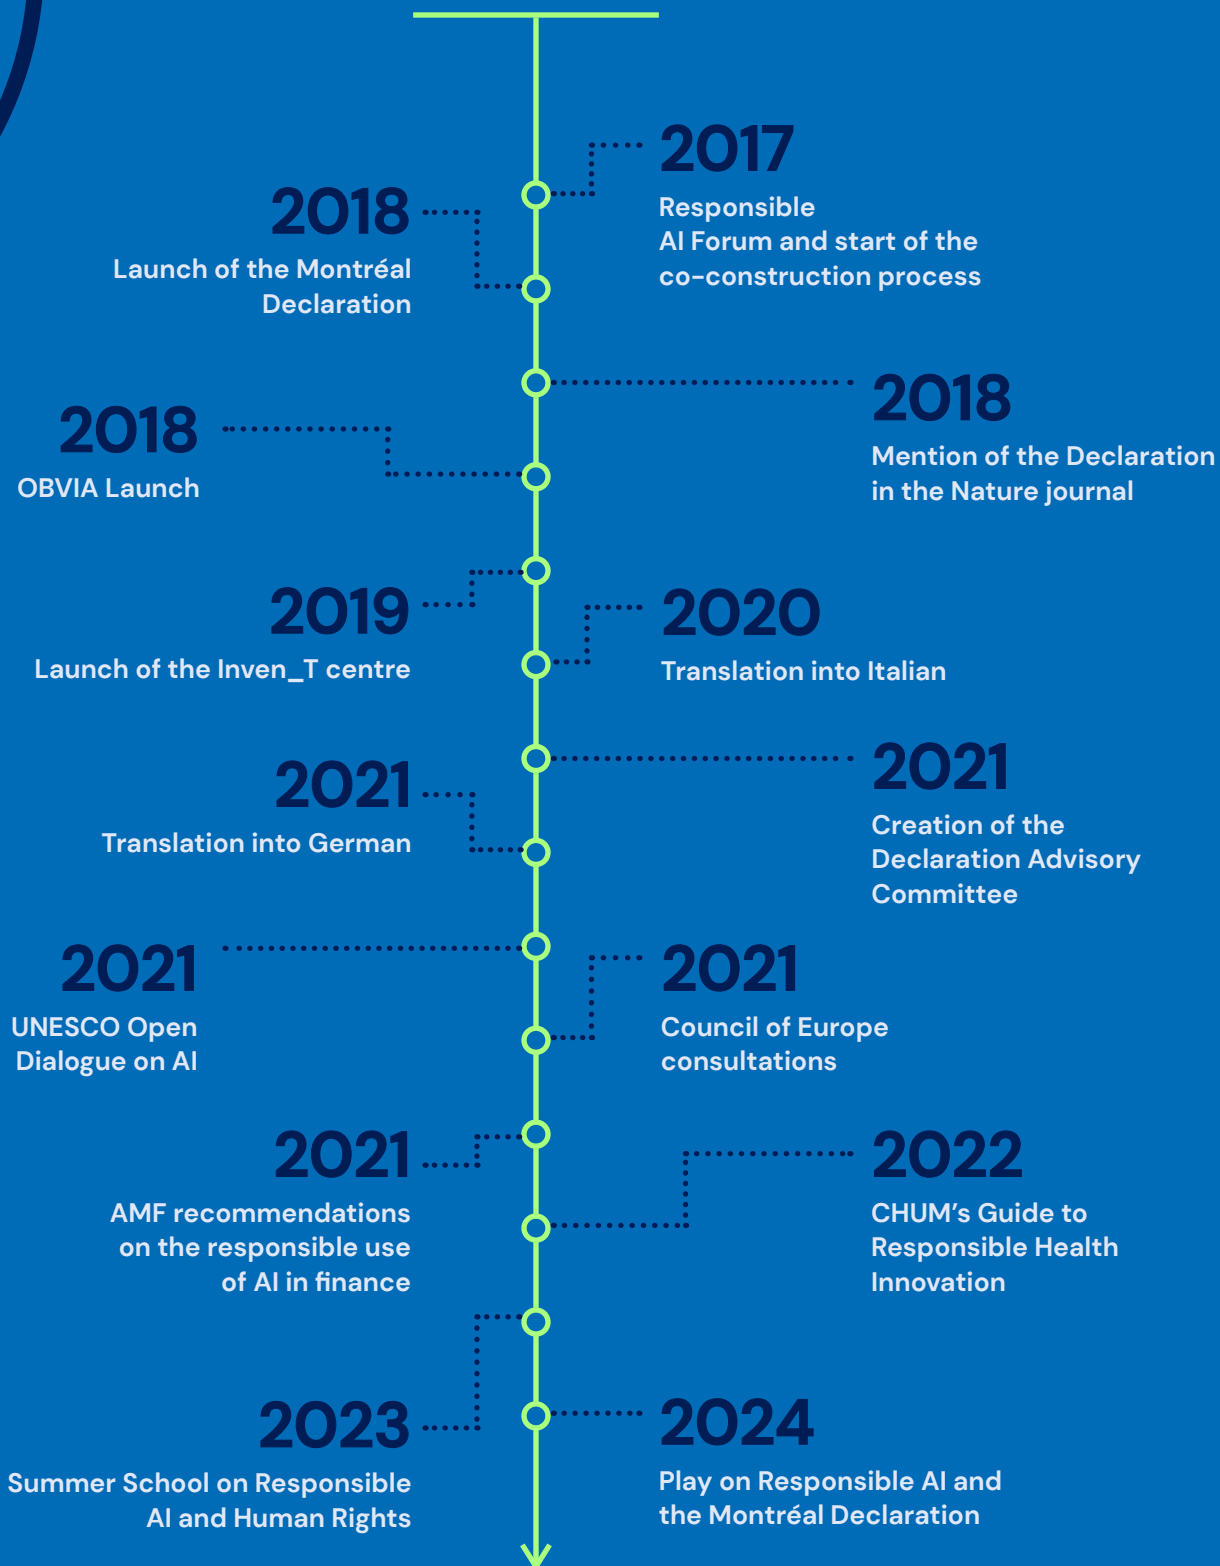 2017
Responsible
AI Forum and start of the
co-construction process
2018
Launch of the Montréal
Declaration
2018
Mention of the Declaration
in the Nature journal
2018
OBVIA Launch
2019
Launch of the Inven_T centre
2020
Translation into Italian
2021
Creation of the
Declaration Advisory
Committee
2021
Translation into German
2021
UNESCO Open
Dialogue on AI
2021
Council of Europe
consultations
2021
AMF recommendations
on the responsible use
of AI in finance
2022
CHUM’s Guide to
Responsible Health
Innovation
2023
Summer School on Responsible
AI and Human Rights
2024
Play on Responsible AI and
the Montréal Declaration